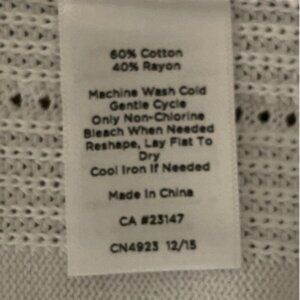 60% Cotton
40% Rayon
Machine Wash Cold
Gentle Cycle
Only Non-Chlorine
Bleach When Needed
Reshape, Lay Flat To
Dry
Cool Iron If Needed
Made In China
CA #23147
CN4923 12/15